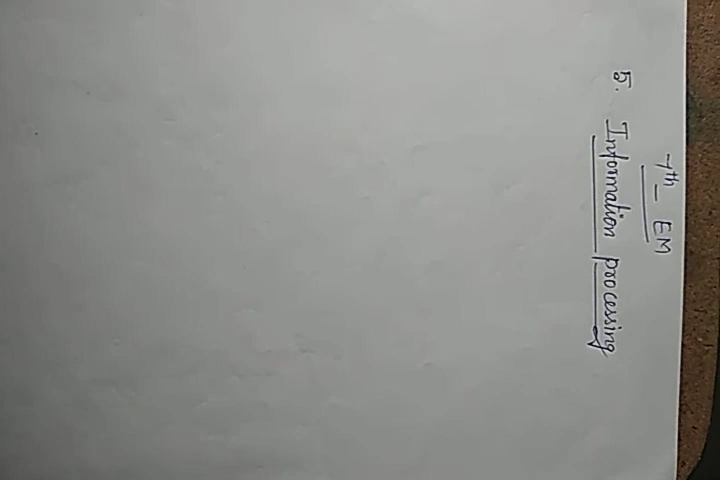 7th - EM
5. Information processing